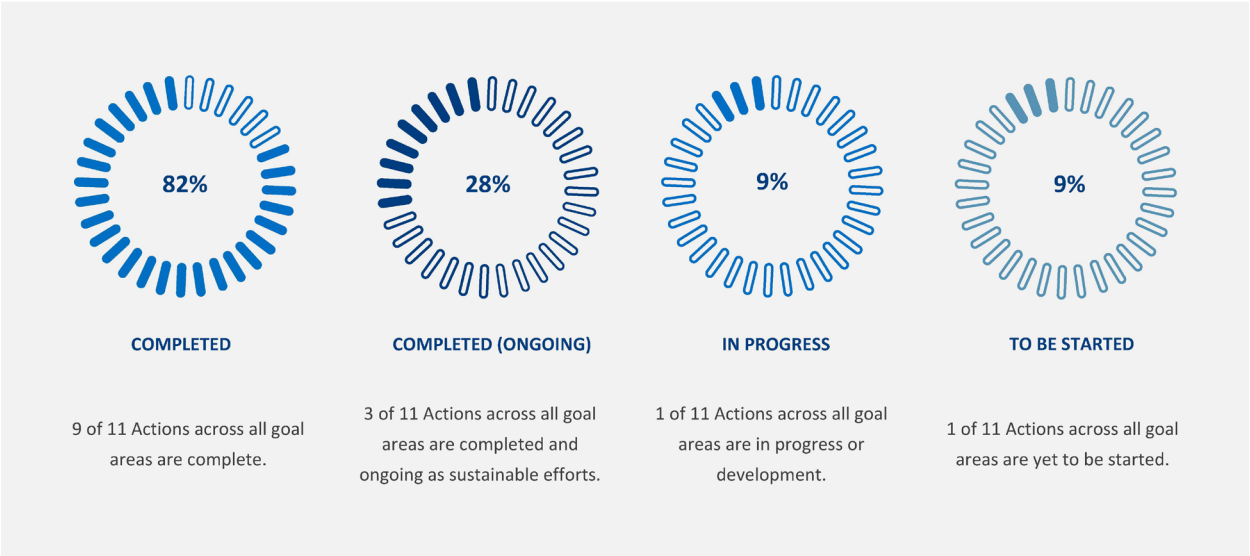 82%
28%
9%
9%
COMPLETED
COMPLETED (ONGOING)
IN PROGRESS
TO BE STARTED
9 of 11 Actions across all goal
areas are complete.
3 of 11 Actions across all goal
areas are completed and
ongoing as sustainable efforts.
1 of 11 Actions across all goal
areas are in progress or
development.
1 of 11 Actions across all goal
areas are yet to be started.